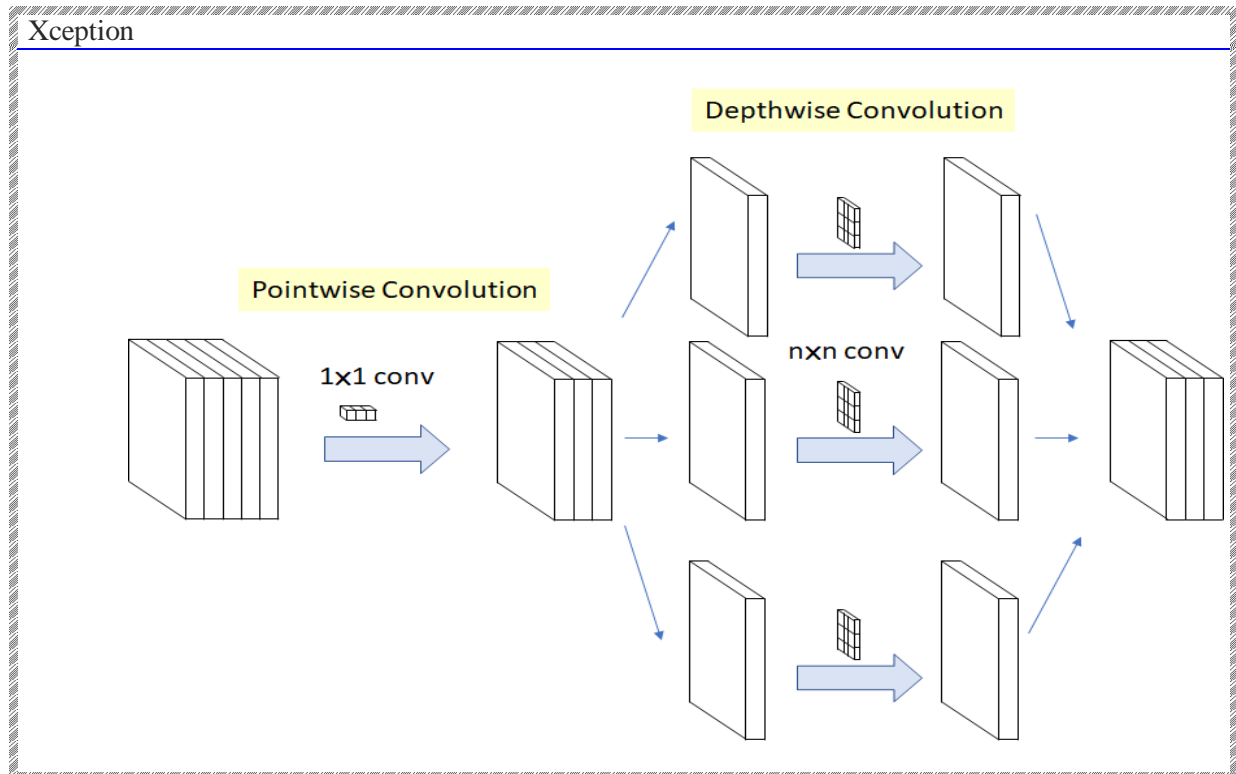 Xception
Depthwise Convolution
Pointwise Convolution
nxn conv
1x1 conv